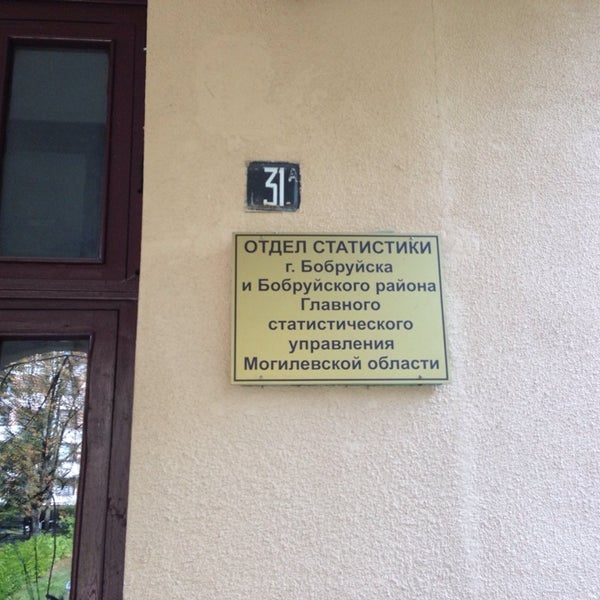 31А
ОТДЕЛ СТАТИСТИКИ
г. Бобруйска
и Бобруйского района
Главного
статистического
управления
Могилевской области